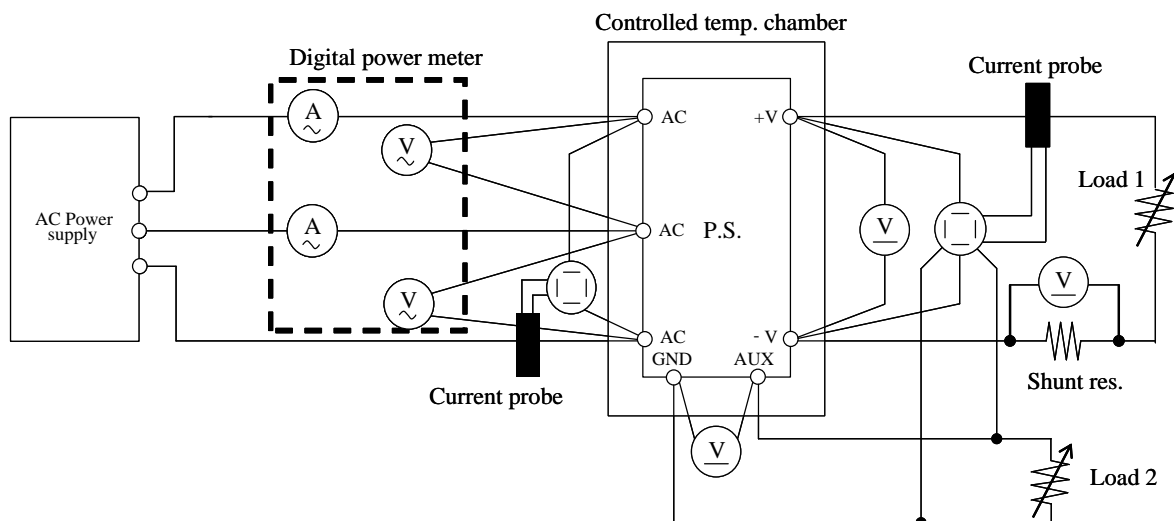 Controlled temp. chamber
Digital power meter
Current probe
A
AC
+V
V
Load 1
AC Power
supply
A
AC
P.S.
V
V
V
AC
- V
GND
AUX
Shunt res.
Current probe
V
Load 2